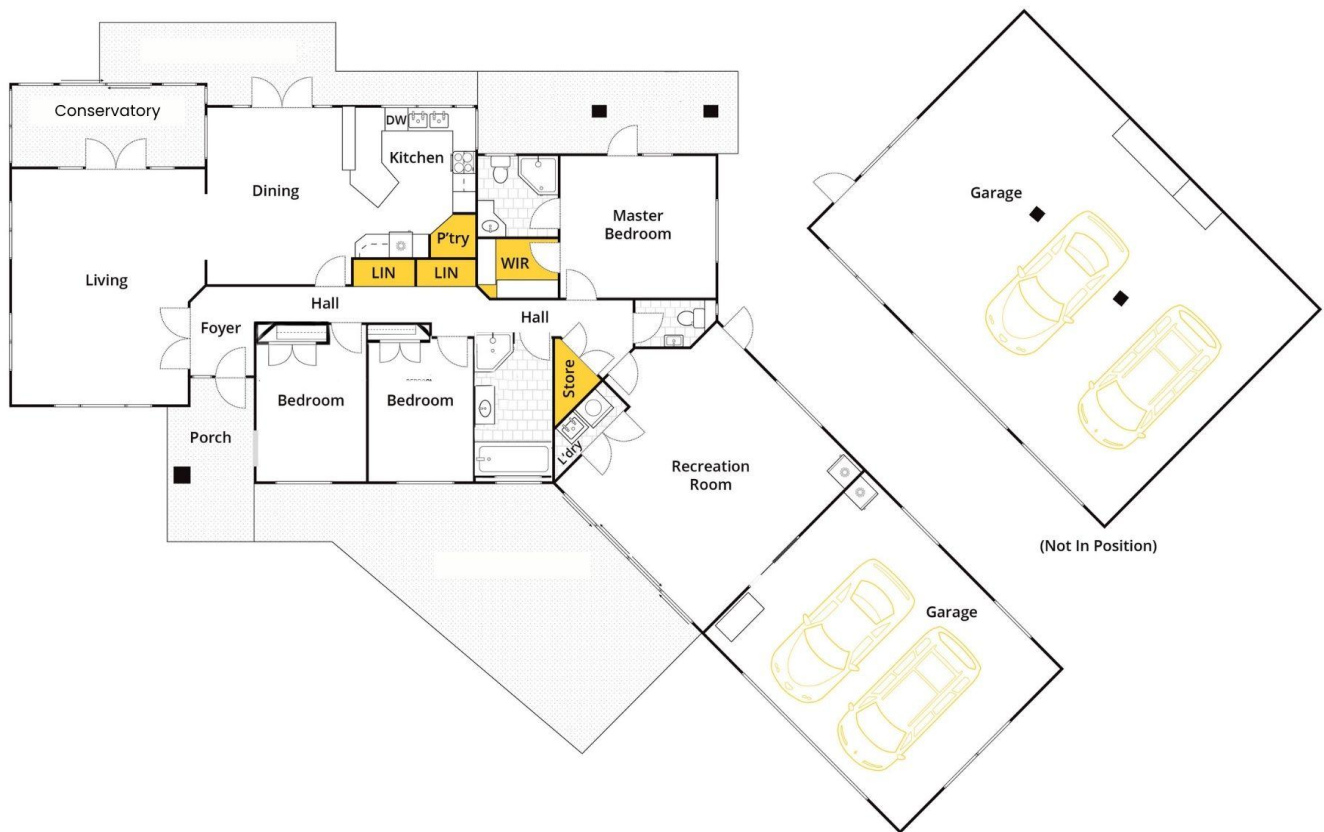 Conservatory
DW
Kitchen
Garage
Dining
Master
Bedroom
P'try
WIR
LIN
LIN
Living
Hall
Hall
Foyer
Store
Bedroom
Bedroom
Porch
L'dry
Recreation
Room
(Not In Position)
Garage